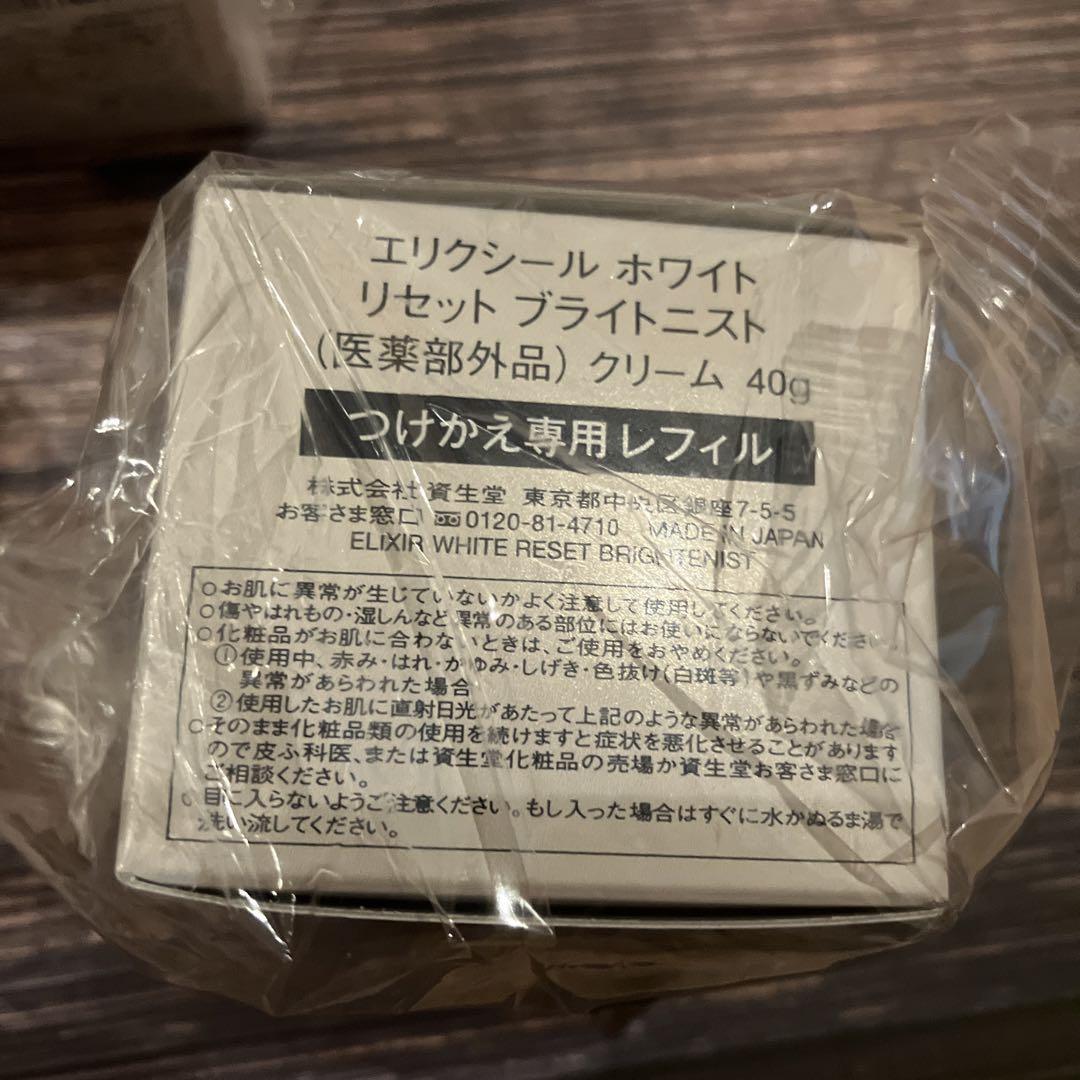 エリクシール ホワイト
リセット ブライトニスト
(医薬部外品) クリーム 40g
つけかえ専用レフィル
株式会社 資生堂 東京都中央区銀座7-5-5
お客さま窓口 0120-81-4710 MADE IN JAPAN
ELIXIR WHITE RESET BRIGHTENIST
○お肌に異常が生じていないかよく注意して使用してください。
○傷やはれもの・湿しんなど異常のある部位にはお使いにならないでください。
○化粧品がお肌に合わないときは、ご使用をおやめください。
①使用中、赤み・はれ・かゆみ・しげき・色抜け(白斑等)や黒ずみなどの
異常があらわれた場合
②使用したお肌に直射日光があたって上記のような異常があらわれた場合
○そのまま化粧品類の使用を続けますと症状を悪化させることがあります
ので皮ふ科医、または資生堂化粧品の売場か資生堂お客さま窓口に
ご相談ください。
○目に入らないようご注意ください。もし入った場合はすぐに水かぬるま湯で
洗い流してください。